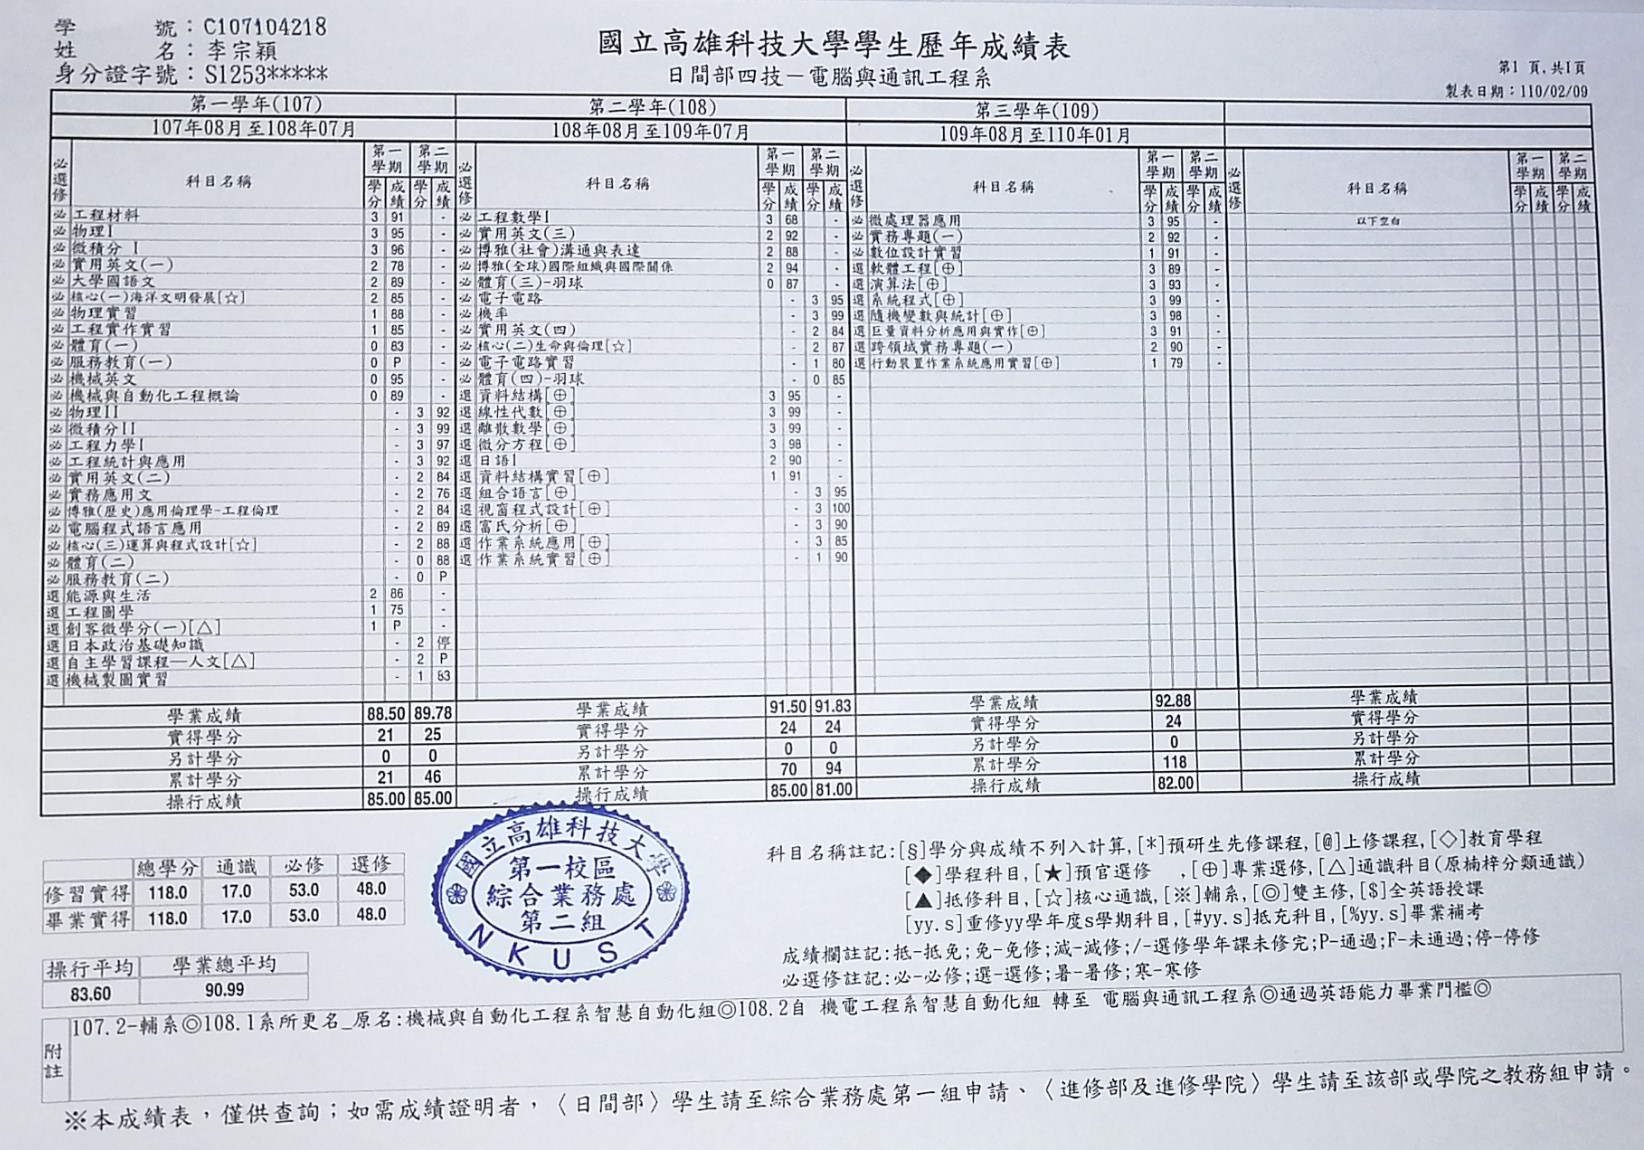 學　　號：C107104218
姓　　名：李宗穎
身分證字號：S1253*****
國立高雄科技大學學生歷年成績表
日間部四技－電腦與通訊工程系
第1 頁,共1頁
製表日期：110/02/09
第一學年(107) 第二學年(108) 第三學年(109)
107年08月至108年07月 108年08月至109年07月 109年08月至110年01月
必選修 科目名稱 第一學期 學分 成績 第二學期 學分 成績
必 工程材料 3 91 -
必 物理I 3 95 -
必 微積分 I 3 96 -
必 實用英文(一) 2 78 -
必 大學國語文 2 89 -
必 核心(一)海洋文明發展[☆] 2 85 -
必 物理實習 1 88 -
必 工程實作實習 1 85 -
必 體育(一) 0 83 -
必 服務教育(一) 0 P -
必 機械英文 0 95 -
必 機械與自動化工程概論 0 89 -
必 物理II - 3 92
必 微積分II - 3 99
必 工程力學I - 3 97
必 工程統計與應用 - 3 92
必 實用英文(二) - 2 84
必 實務應用文 - 2 76
必 博雅(歷史)應用倫理學-工程倫理 - 2 84
必 電腦程式語言應用 - 2 89
必 核心(三)運算與程式設計[☆] - 2 88
必 體育(二) - 0 88
必 服務教育(二) - 0 P
選 能源與生活 2 86 -
選 工程圖學 1 75 -
選 創客微學分(一)[△] 1 P -
選 日本政治基礎知識 - 2 停
選 自主學習課程—人文[△] - 2 P
選 機械製圖實習 - 1 83
學業成績 88.50 89.78
實得學分 21 25
另計學分 0 0
累計學分 21 46
操行成績 85.00 85.00
必選修 科目名稱 第一學期 學分 成績 第二學期 學分 成績
必 工程數學I 3 68 -
必 實用英文(三) 2 92 -
必 博雅(社會)溝通與表達 2 88 -
必 博雅(全球)國際組織與國際關係 2 94 -
必 體育(三)-羽球 0 87 -
必 電子電路 - 3 95
必 機率 - 3 99
必 實用英文(四) - 2 84
必 核心(二)生命與倫理[☆] - 2 87
必 電子電路實習 - 1 80
必 體育(四)-羽球 - 0 85
選 資料結構[⊕] 3 95 -
選 線性代數[⊕] 3 99 -
選 離散數學[⊕] 3 99 -
選 微分方程[⊕] 3 98 -
選 日語I 2 90 -
選 資料結構實習[⊕] 1 91 -
選 組合語言[⊕] - 3 95
選 視窗程式設計[⊕] - 3 100
選 富氏分析[⊕] - 3 90
選 作業系統應用[⊕] - 3 85
選 作業系統實習[⊕] - 1 90
學業成績 91.50 91.83
實得學分 24 24
另計學分 0 0
累計學分 70 94
操行成績 85.00 81.00
必選修 科目名稱 第一學期 學分 成績 第二學期 學分 成績
必 微處理器應用 3 95 -
必 實務專題(一) 2 92 -
必 數位設計實習 1 91 -
選 軟體工程[⊕] 3 89 -
選 演算法[⊕] 3 93 -
選 系統程式[⊕] 3 99 -
選 隨機變數與統計[⊕] 3 98 -
選 巨量資料分析應用與實作[⊕] 3 91 -
選 跨領域實務專題(一) 2 90 -
選 行動裝置作業系統應用實習[⊕] 1 79 -
學業成績 92.88
實得學分 24
另計學分 0
累計學分 118
操行成績 82.00
必選修 科目名稱 第一學期 學分 成績 第二學期 學分 成績
以下空白
學業成績
實得學分
另計學分
累計學分
操行成績
總學分 通識 必修 選修
修習實得 118.0 17.0 53.0 48.0
畢業實得 118.0 17.0 53.0 48.0
操行平均 學業總平均
83.60 90.99
國立高雄科技大學
第一校區
綜合業務處
第二組
NKUST
科目名稱註記:[§]學分與成績不列入計算,[*]預研生先修課程,[@]上修課程,[◇]教育學程
[◆]學程科目,[★]預官選修 ,[⊕]專業選修,[△]通識科目(原楠梓分類通識)
[▲]抵修科目,[☆]核心通識,[※]輔系,[◎]雙主修,[$]全英語授課
[yy.s]重修yy學年度s學期科目,[#yy.s]抵充科目,[%yy.s]畢業補考
成績欄註記:抵-抵免;免-免修;減-減修;/-選修學年課未修完;P-通過;F-未通過;停-停修
必選修註記:必-必修;選-選修;暑-暑修;寒-寒修
附註
107.2-輔系◎108.1系所更名_原名:機械與自動化工程系智慧自動化組◎108.2自 機電工程系智慧自動化組 轉至 電腦與通訊工程系◎通過英語能力畢業門檻◎
※本成績表，僅供查詢；如需成績證明者，〈日間部〉學生請至綜合業務處第一組申請、〈進修部及進修學院〉學生請至該部或學院之教務組申請。